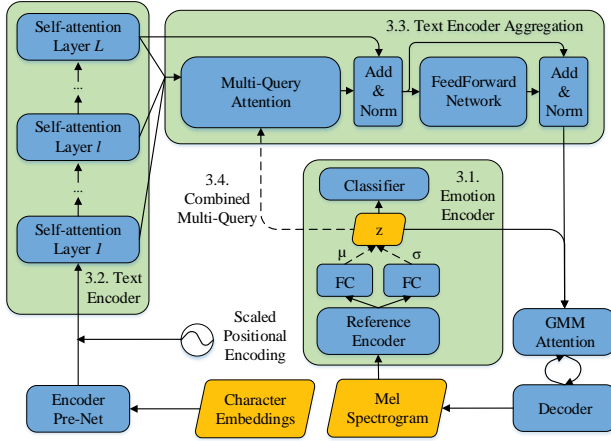 Self-attention
Layer L
...
Self-attention
Layer l
...
Self-attention
Layer 1
3.2. Text
Encoder
3.3. Text Encoder Aggregation
Multi-Query
Attention
Add
&
Norm
FeedForward
Network
Add
&
Norm
3.4.
Combined
Multi-Query
3.1.
Emotion
Encoder
Classifier
z
μ
σ
FC
FC
Reference
Encoder
Scaled
Positional
Encoding
GMM
Attention
Encoder
Pre-Net
Character
Embeddings
Mel
Spectrogram
Decoder